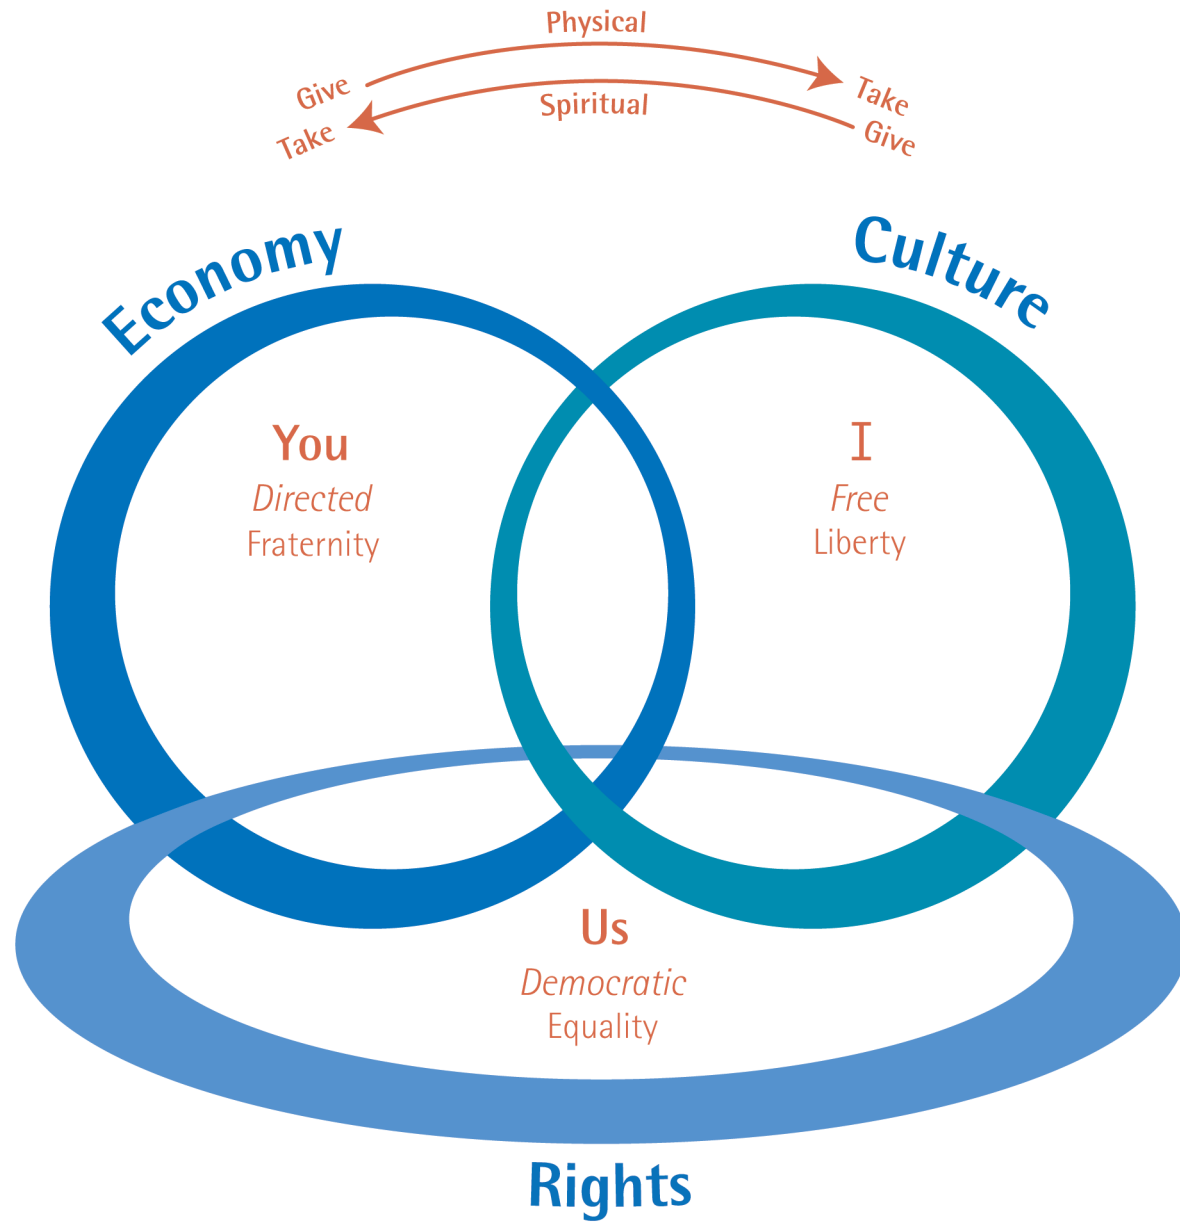 Physical
Give
Take
Spiritual
Take
Give
Economy
Culture
You
Directed
Fraternity
I
Free
Liberty
Us
Democratic
Equality
Rights